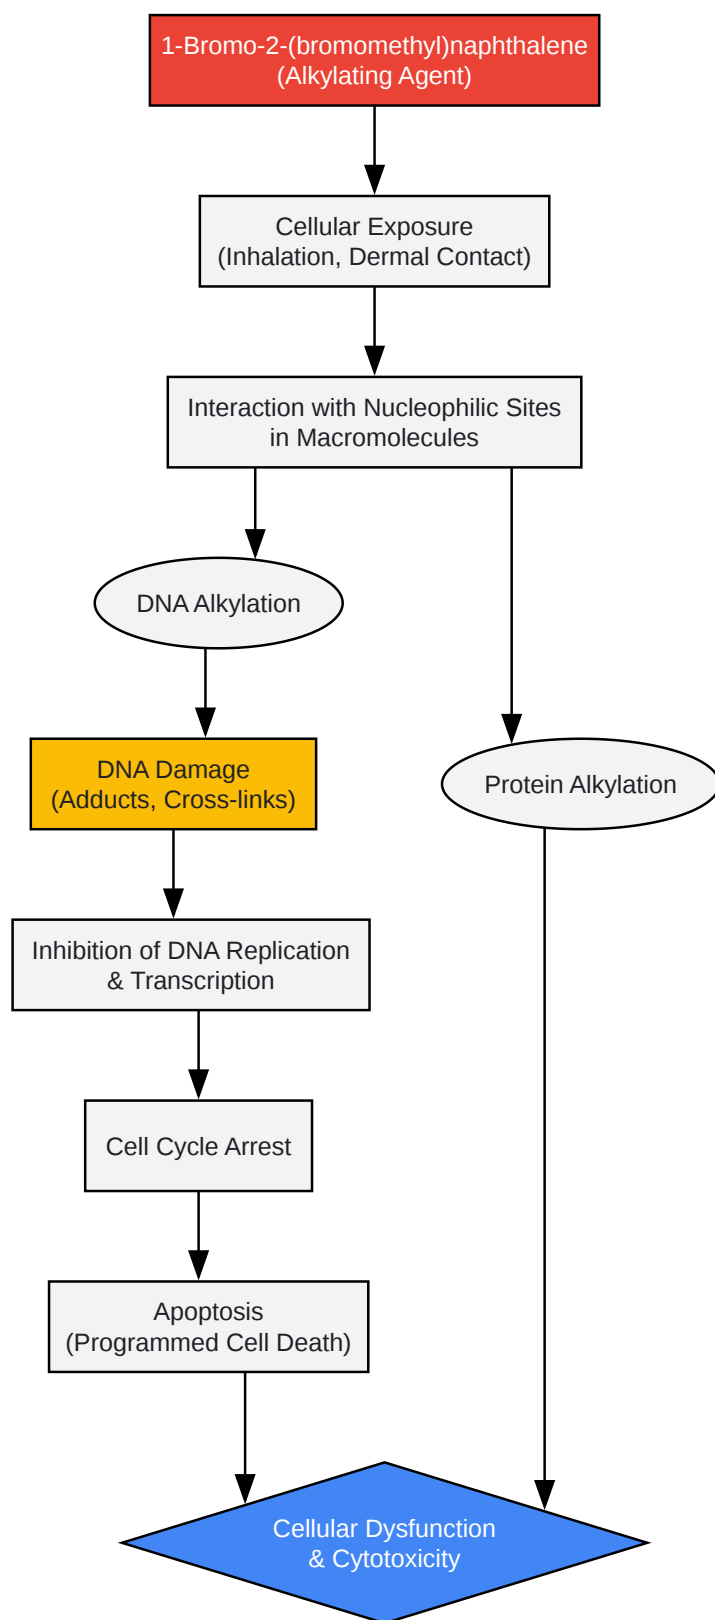 1-Bromo-2-(bromomethyl)naphthalene
(Alkylating Agent)
Cellular Exposure
(Inhalation, Dermal Contact)
Interaction with Nucleophilic Sites
in Macromolecules
DNA Alkylation
DNA Damage
(Adducts, Cross-links)
Protein Alkylation
Inhibition of DNA Replication
& Transcription
Cell Cycle Arrest
Apoptosis
(Programmed Cell Death)
Cellular Dysfunction
& Cytotoxicity